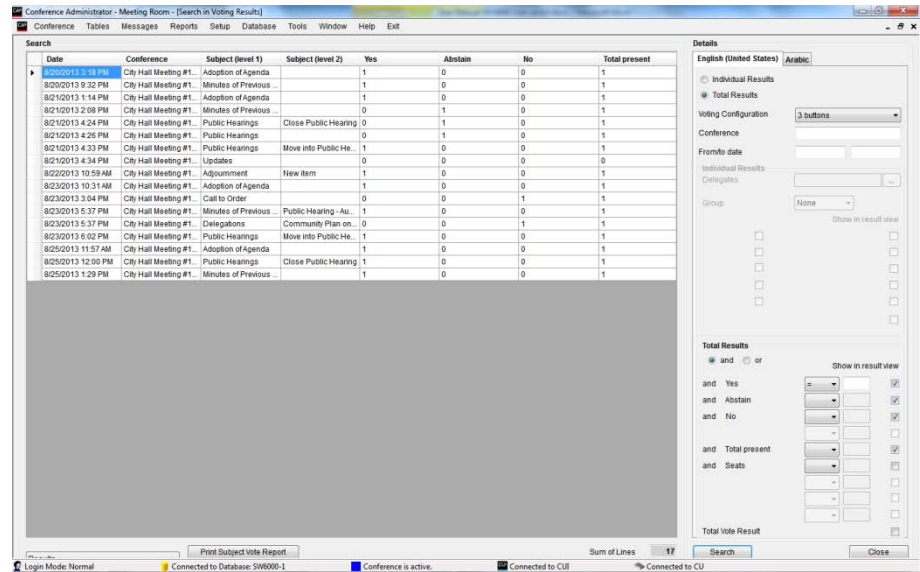 Conference Administrator - Meeting Room - [Search in Voting Results]
Conference Tables Messages Reports Setup Database Tools Window Help Exit
Search
Date Conference Subject (level 1) Subject (level 2) Yes Abstain No Total present
8/20/2013 3:18 PM City Hall Meeting #1... Adoption of Agenda 1 0 0 1
8/20/2013 9:32 PM City Hall Meeting #1... Minutes of Previous ... 1 0 0 1
8/21/2013 1:14 PM City Hall Meeting #1... Adoption of Agenda 1 0 0 1
8/21/2013 2:08 PM City Hall Meeting #1... Minutes of Previous ... 0 1 0 1
8/21/2013 4:24 PM City Hall Meeting #1... Public Hearings Close Public Hearing 0 1 0 1
8/21/2013 4:26 PM City Hall Meeting #1... Public Hearings 0 1 0 1
8/21/2013 4:33 PM City Hall Meeting #1... Public Hearings Move into Public He... 1 0 0 1
8/21/2013 4:34 PM City Hall Meeting #1... Updates 0 0 0 0
8/22/2013 10:59 AM City Hall Meeting #1... Adjournment New item 1 0 0 1
8/23/2013 10:31 AM City Hall Meeting #1... Adoption of Agenda 1 0 0 1
8/23/2013 3:04 PM City Hall Meeting #1... Call to Order 0 0 1 1
8/23/2013 5:37 PM City Hall Meeting #1... Minutes of Previous ... Public Hearing - Au... 1 0 0 1
8/23/2013 5:37 PM City Hall Meeting #1... Delegations Community Plan on... 0 0 1 1
8/23/2013 6:02 PM City Hall Meeting #1... Public Hearings Move into Public He... 1 0 0 1
8/25/2013 11:57 AM City Hall Meeting #1... Adoption of Agenda 1 0 0 1
8/25/2013 12:00 PM City Hall Meeting #1... Public Hearings Close Public Hearing 1 0 0 1
8/25/2013 1:29 PM City Hall Meeting #1... Minutes of Previous ... 1 0 0 1
Print Subject Vote Report
Sum of Lines 17
Details
English (United States) Arabic
Individual Results
Total Results
Voting Configuration 3 buttons
Conference
From/to date
Individual Results
Delegates ...
Group None
Show in result view
Total Results
and or
Show in result view
and Yes =
and Abstain
and No
and Total present
and Seats
Total Vote Result
Search Close
Login Mode: Normal Connected to Database: SW6000-1 Conference is active. Connected to CUI Connected to CU